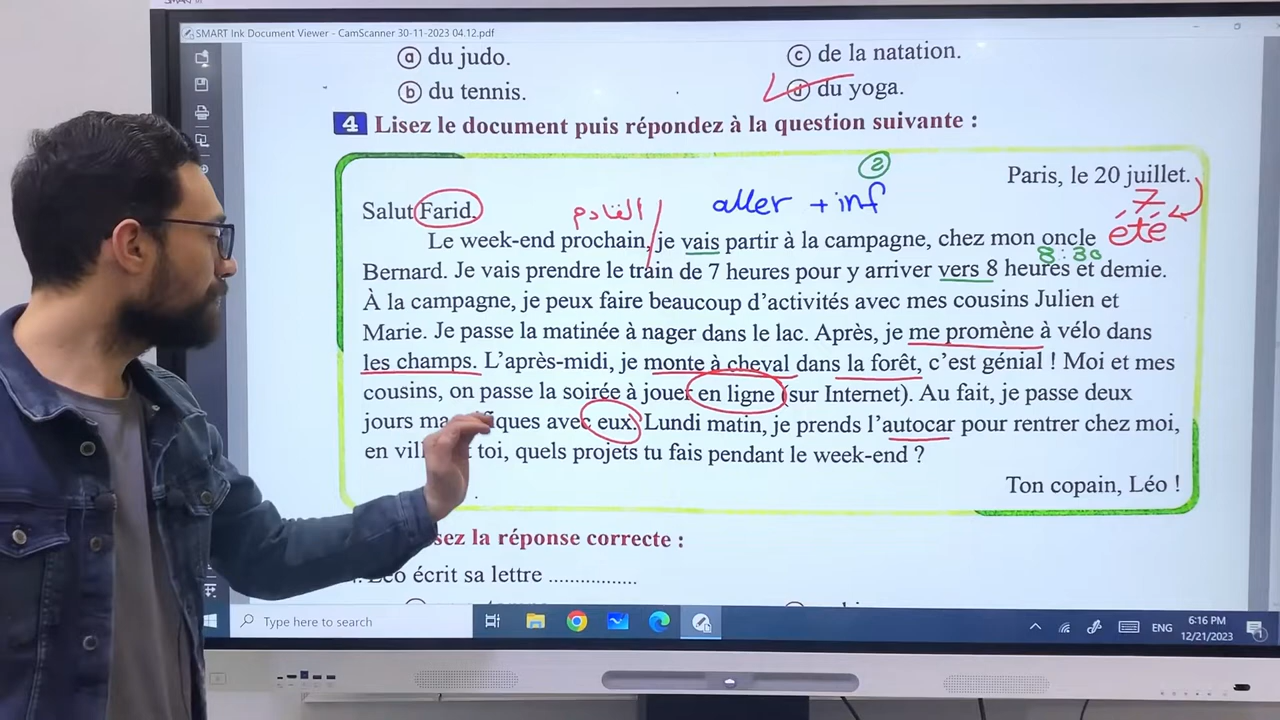 SMART Ink Document Viewer - CamScanner 30-11-2023 04.12.pdf
ⓐ du judo.
ⓒ de la natation.
ⓑ du tennis.
ⓓ du yoga.
4 Lisez le document puis répondez à la question suivante :
②
Paris, le 20 juillet.
7
Salut Farid,
القادم
aller + inf
été
Le week-end prochain, je vais partir à la campagne, chez mon oncle
8:30
Bernard. Je vais prendre le train de 7 heures pour y arriver vers 8 heures et demie.
À la campagne, je peux faire beaucoup d'activités avec mes cousins Julien et
Marie. Je passe la matinée à nager dans le lac. Après, je me promène à vélo dans
les champs. L'après-midi, je monte à cheval dans la forêt, c'est génial ! Moi et mes
cousins, on passe la soirée à jouer en ligne (sur Internet). Au fait, je passe deux
jours avec eux. Lundi matin, je prends l'autocar pour rentrer chez moi,
en toi, quels projets tu fais pendant le week-end ?
Ton copain, Léo !
la réponse correcte :
Léo écrit sa lettre ................
Type here to search
ENG
6:16 PM
12/21/2023